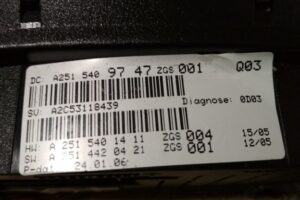 DC: A251 540 97 47 ZGS 001 Q03
SV: A2C53118439 Diagnose: 0D03
HW: A 251 540 14 11 ZGS 004 15/05
SW: A 251 442 04 21 ZGS 001 12/05
P-dat 24.01.06